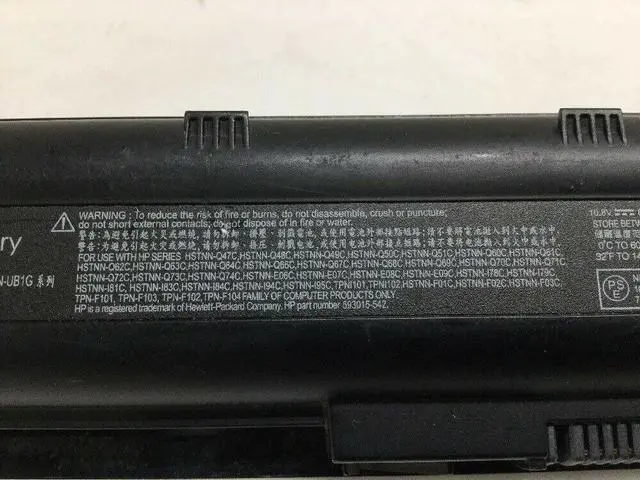 WARNING : To reduce the risk of fire or burns, do not disassemble, crush or puncture;
do not short external contacts; do not dispose of in fire or water.
FOR USE WITH HP SERIES HSTNN-Q47C,HSTNN-Q48C, HSTNN-Q49C, HSTNN-Q50C, HSTNN-Q51C, HSTNN-Q60C, HSTNN-Q61C
HSTNN-Q62C, HSTNN-Q63C, HSTNN-Q64C, HSTNN-Q66C, HSTNN-Q67C, HSTNN-Q68C, HSTNN-Q69C, HSTNN-Q70C, HSTNN-Q71C
HSTNN-Q72C, HSTNN-Q73C, HSTNN-Q74C, HSTNN-E06C, HSTNN-E07C, HSTNN-E08C, HSTNN-E09C, HSTNN-I78C, HSTNN-I79C
HSTNN-I81C, HSTNN-I83C, HSTNN-I84C, HSTNN-I94C, HSTNN-I95C, TPNI101,TPNI102,HSTNN-F01C, HSTNN-F02C, HSTNN-F03C,
TPN-F101, TPN-F103, TPN-F102, TPN-F104 FAMILY OF COMPUTER PRODUCTS ONLY.
HP is a registered trademark of Hewlett-Packard Company. HP part number 593015-542.
ry
N-UB1G 系列
10.8V
STORE BETWEEN
0°C TO
32°F TO
PS
E